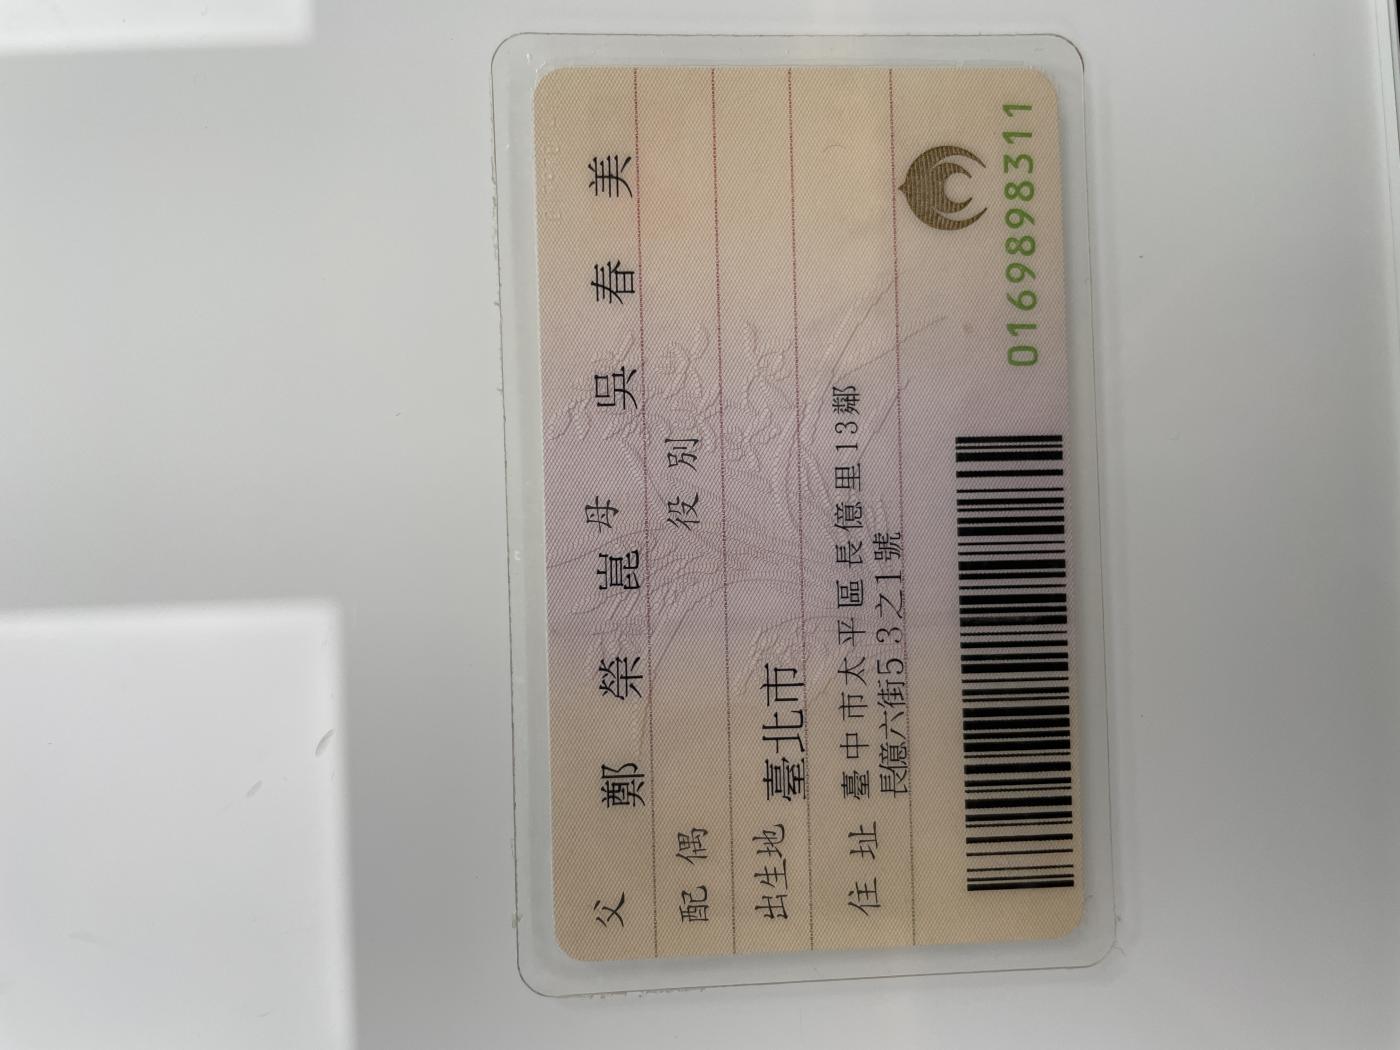 父 鄭榮崑 母 吳春美
配偶 役別
出生地 臺北市
住址 臺中市太平區長億里13鄰
長億六街53之1號
0169898311